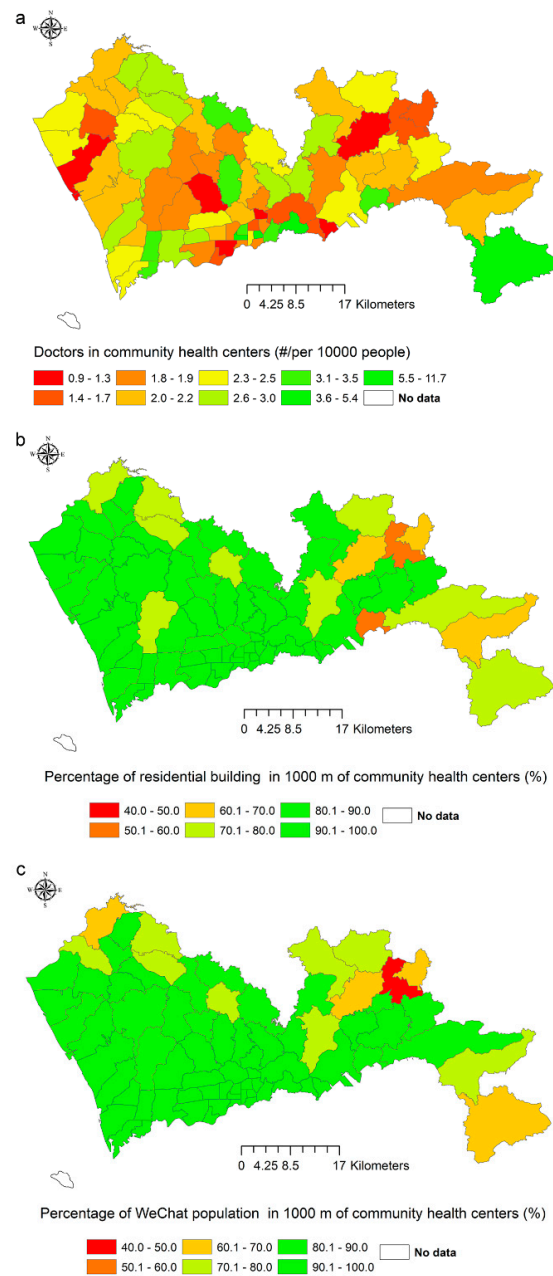 a
N
W E
S
0 4.25 8.5 17 Kilometers
Doctors in community health centers (#/per 10000 people)
0.9 - 1.3 1.8 - 1.9 2.3 - 2.5 3.1 - 3.5 5.5 - 11.7
1.4 - 1.7 2.0 - 2.2 2.6 - 3.0 3.6 - 5.4 No data
b
N
W E
S
0 4.25 8.5 17 Kilometers
Percentage of residential building in 1000 m of community health centers (%)
40.0 - 50.0 60.1 - 70.0 80.1 - 90.0 No data
50.1 - 60.0 70.1 - 80.0 90.1 - 100.0
c
N
W E
S
0 4.25 8.5 17 Kilometers
Percentage of WeChat population in 1000 m of community health centers (%)
40.0 - 50.0 60.1 - 70.0 80.1 - 90.0 No data
50.1 - 60.0 70.1 - 80.0 90.1 - 100.0